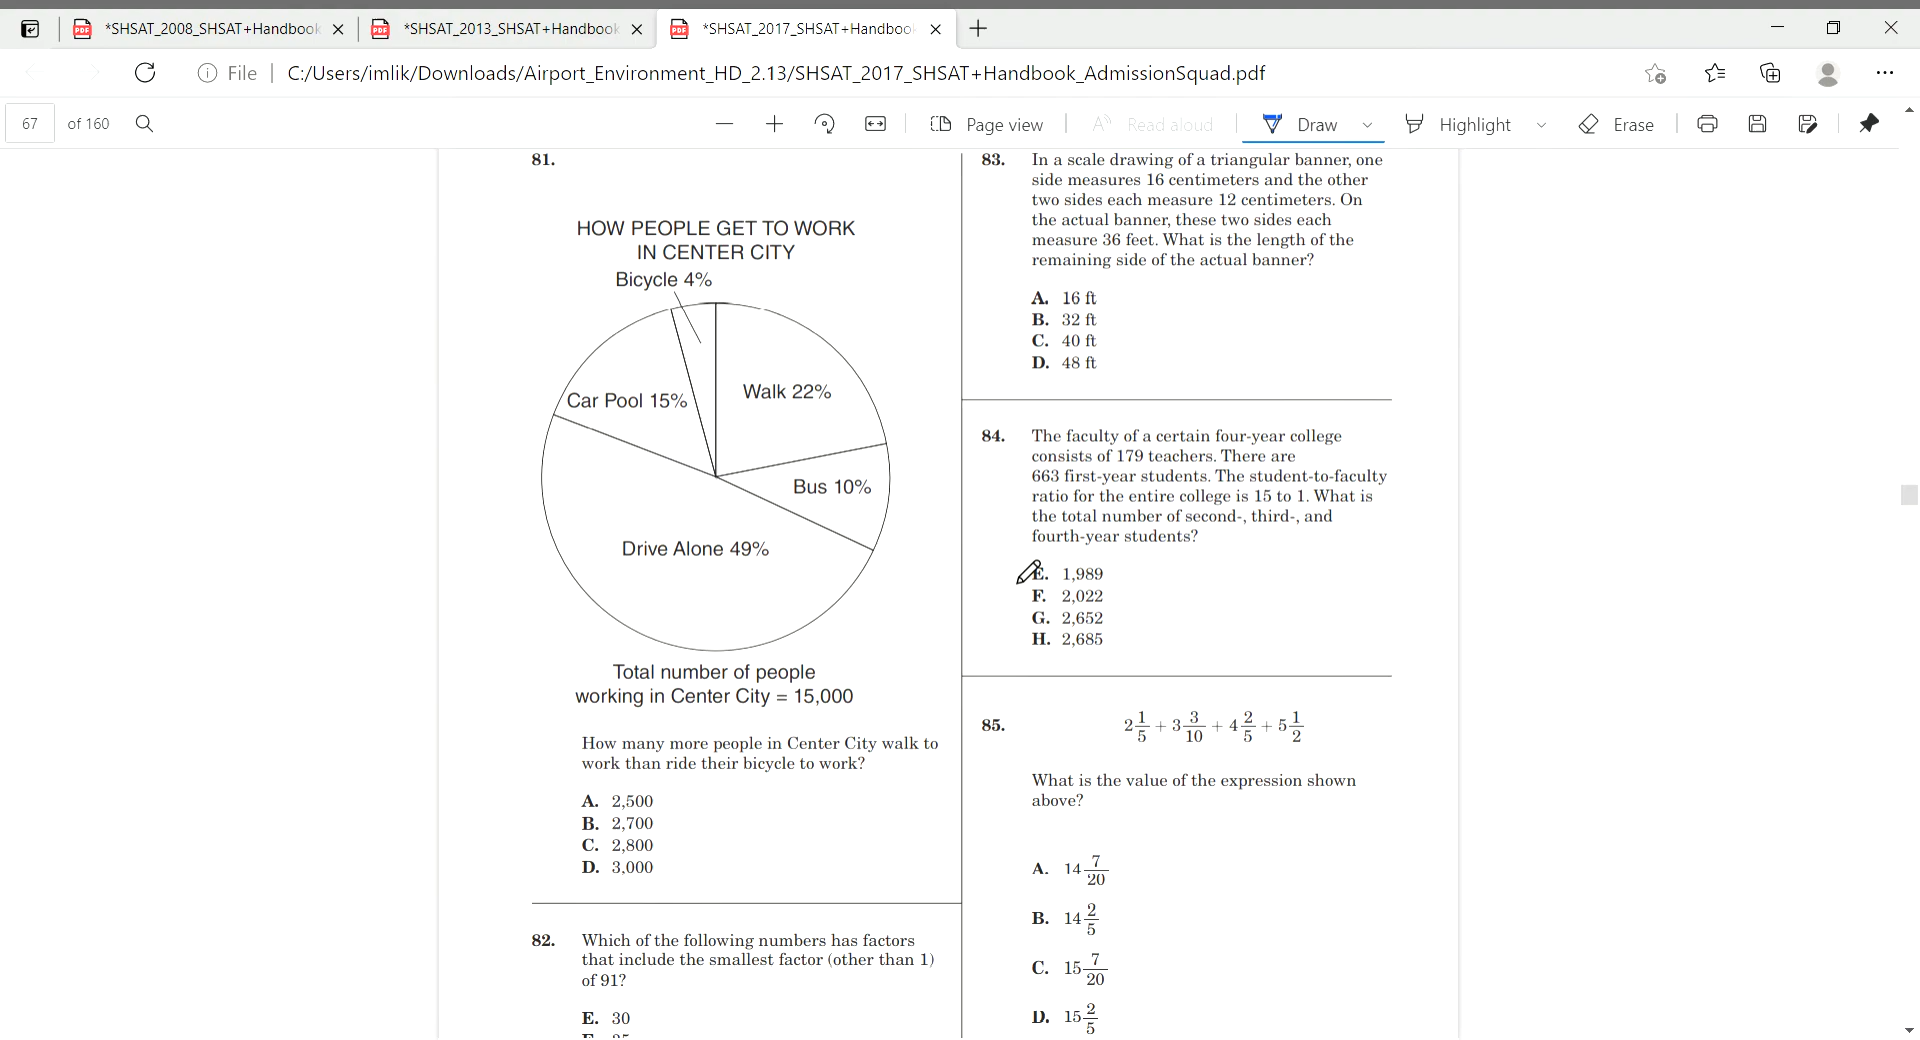 *SHSAT_2008_SHSAT+Handbook
*SHSAT_2013_SHSAT+Handbook
*SHSAT_2017_SHSAT+Handboo
File
C:/Users/imlik/Downloads/Airport_Environment_HD_2.13/SHSAT_2017_SHSAT+Handbook_AdmissionSquad.pdf
67 of 160
Page view
Read aloud
Draw
Highlight
Erase
81.
HOW PEOPLE GET TO WORK
IN CENTER CITY
Bicycle 4%
Walk 22%
Car Pool 15%
Bus 10%
Drive Alone 49%
Total number of people
working in Center City = 15,000
How many more people in Center City walk to
work than ride their bicycle to work?
A. 2,500
B. 2,700
C. 2,800
D. 3,000
82. Which of the following numbers has factors
that include the smallest factor (other than 1)
of 91?
E. 30
83. In a scale drawing of a triangular banner, one
side measures 16 centimeters and the other
two sides each measure 12 centimeters. On
the actual banner, these two sides each
measure 36 feet. What is the length of the
remaining side of the actual banner?
A. 16 ft
B. 32 ft
C. 40 ft
D. 48 ft
84. The faculty of a certain four-year college
consists of 179 teachers. There are
663 first-year students. The student-to-faculty
ratio for the entire college is 15 to 1. What is
the total number of second-, third-, and
fourth-year students?
E. 1,989
F. 2,022
G. 2,652
H. 2,685
85. 2 1/5 + 3 3/10 + 4 2/5 + 5 1/2
What is the value of the expression shown
above?
A. 14 7/20
B. 14 2/5
C. 15 7/20
D. 15 2/5